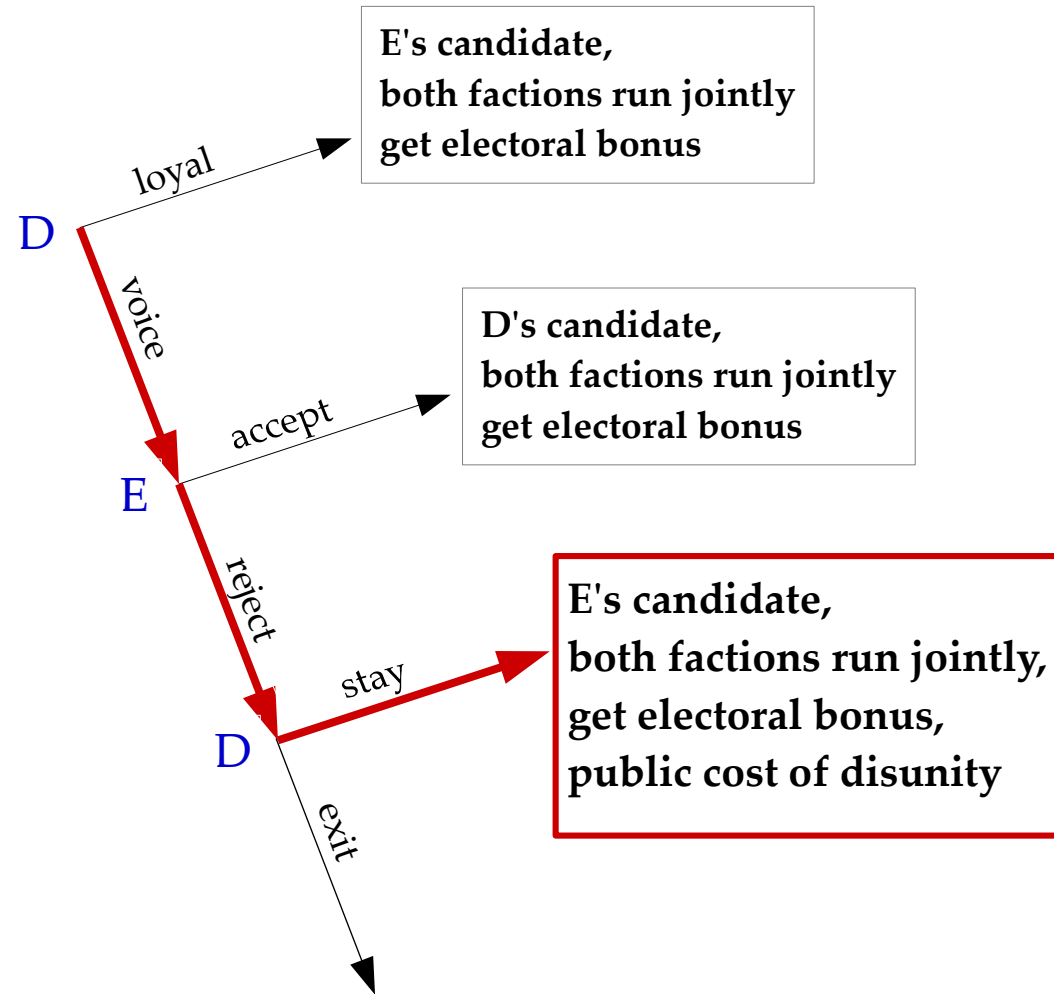 E's candidate,
both factions run jointly
get electoral bonus
loyal
D
voice
D's candidate,
both factions run jointly
get electoral bonus
accept
E
reject
E's candidate,
both factions run jointly,
get electoral bonus,
public cost of disunity
stay
D
exit